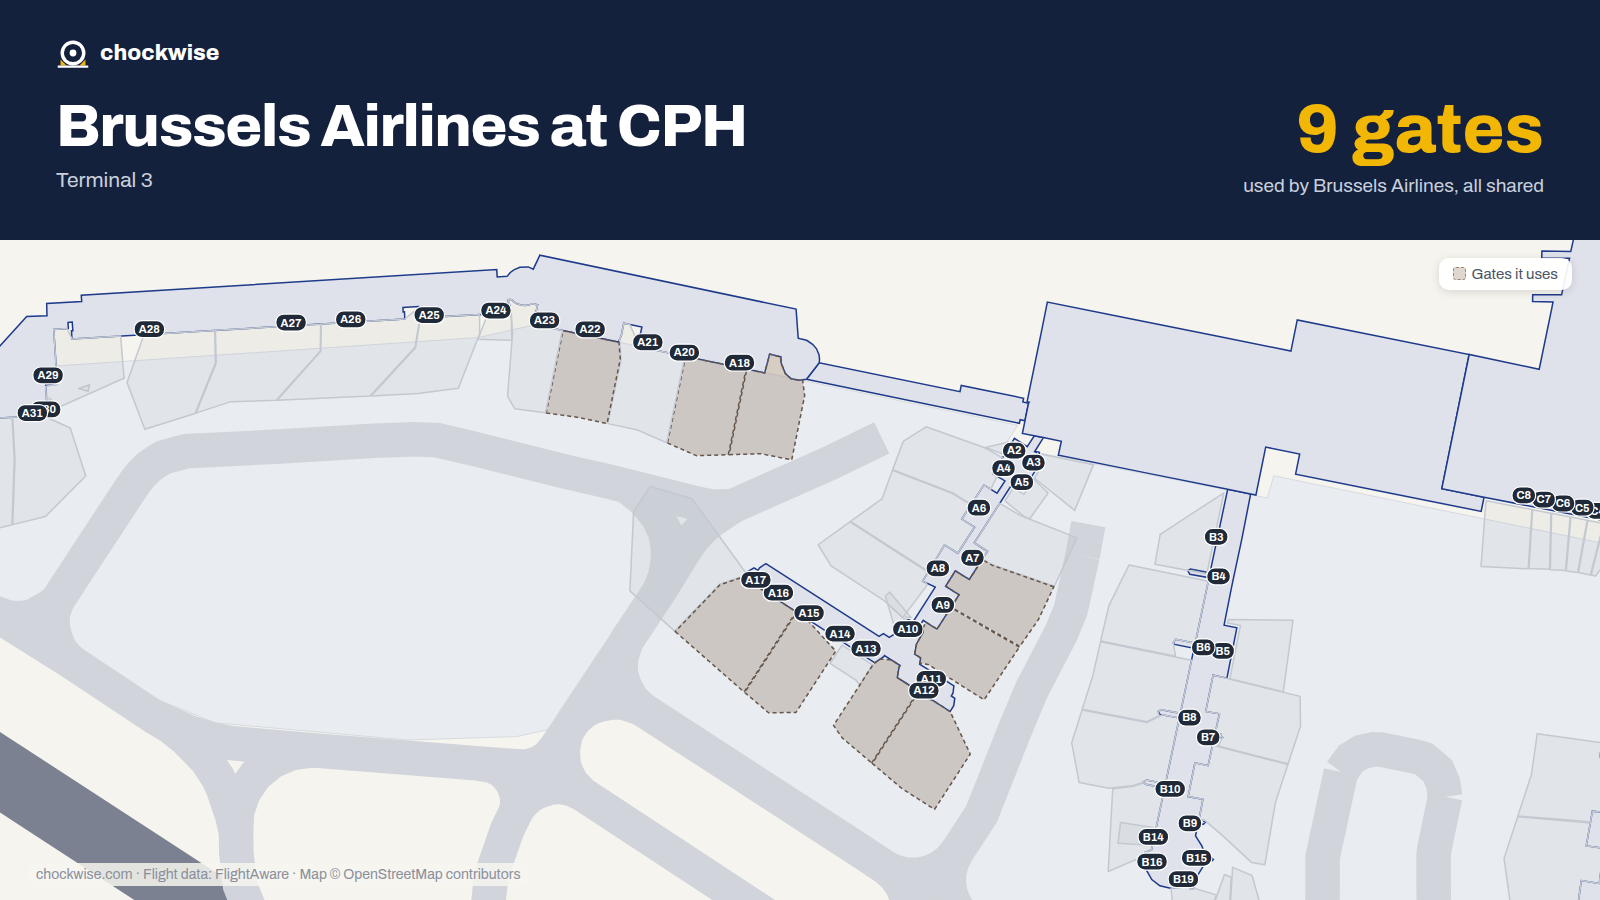 chockwise
Brussels Airlines at CPH
Terminal 3
9 gates
used by Brussels Airlines, all shared
Gates it uses
A28
A27
A26
A25
A24
A23
A22
A21
A20
A18
A29
A31
A2
A3
A4
A5
A6
A7
A8
A9
A10
A17
A16
A15
A14
A13
A11
A12
B3
B4
B6
B5
B8
B7
B10
B9
B14
B15
B16
B19
C8
C7
C6
C5
chockwise.com · Flight data: FlightAware · Map © OpenStreetMap contributors